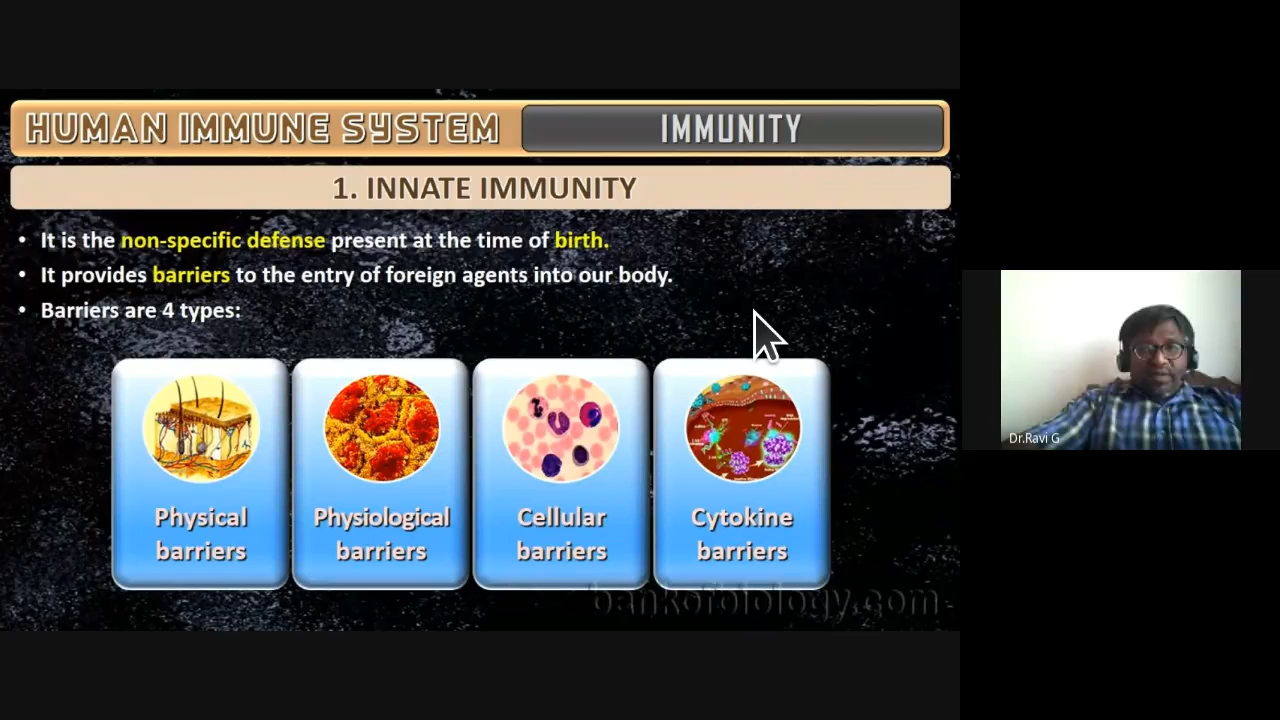 HUMAN IMMUNE SYSTEM
IMMUNITY
1. INNATE IMMUNITY
• It is the non-specific defense present at the time of birth.
• It provides barriers to the entry of foreign agents into our body.
• Barriers are 4 types:
Physical
barriers
Physiological
barriers
Cellular
barriers
Cytokine
barriers
bankofbiology.com
Dr.Ravi G